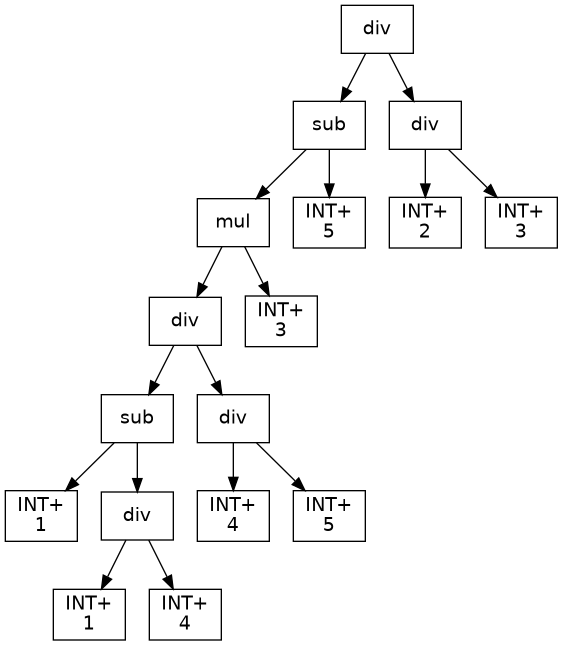 div
sub
div
mul
INT+
5
INT+
2
INT+
3
div
INT+
3
sub
div
INT+
1
div
INT+
4
INT+
5
INT+
1
INT+
4